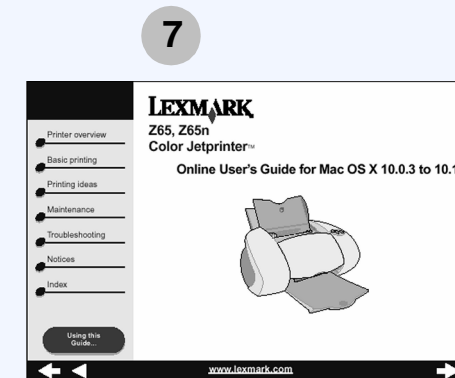 7
LEXMARK
Z65, Z65n
Color Jetprinter™
Online User's Guide for Mac OS X 10.0.3 to 10.1
Printer overview
Basic printing
Printing ideas
Maintenance
Troubleshooting
Notices
Index
Using this
Guide...
www.lexmark.com